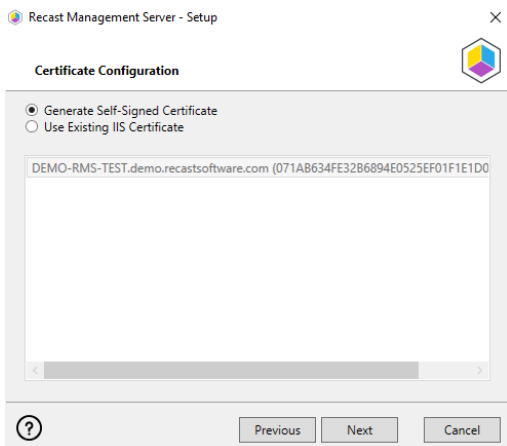 Recast Management Server - Setup
Certificate Configuration
Generate Self-Signed Certificate
Use Existing IIS Certificate
DEMO-RMS-TEST.demo.recastsoftware.com (071AB634FE32B6894E0525EF01F1E1D0
?
Previous
Next
Cancel